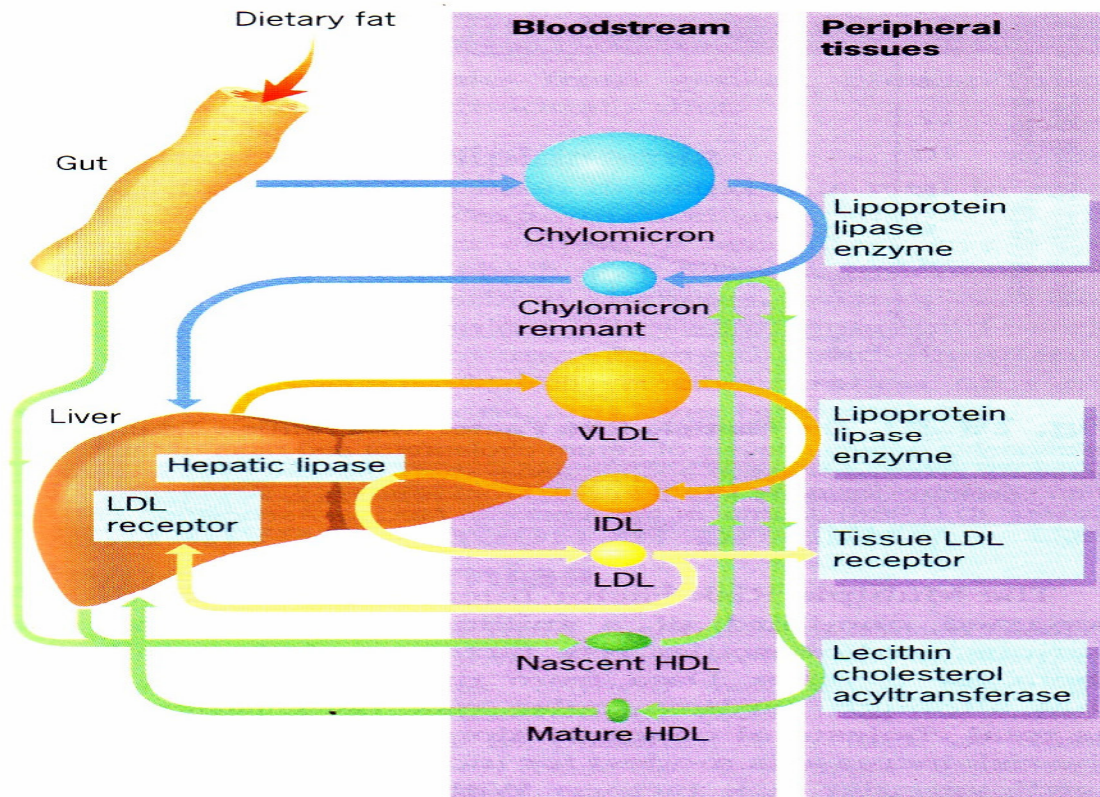 Dietary fat
Bloodstream
Peripheral
tissues
Gut
Chylomicron
Lipoprotein
lipase
enzyme
Chylomicron
remnant
Liver
VLDL
Lipoprotein
lipase
enzyme
Hepatic lipase
LDL
receptor
IDL
LDL
Tissue LDL
receptor
Nascent HDL
Lecithin
cholesterol
acyltransferase
Mature HDL